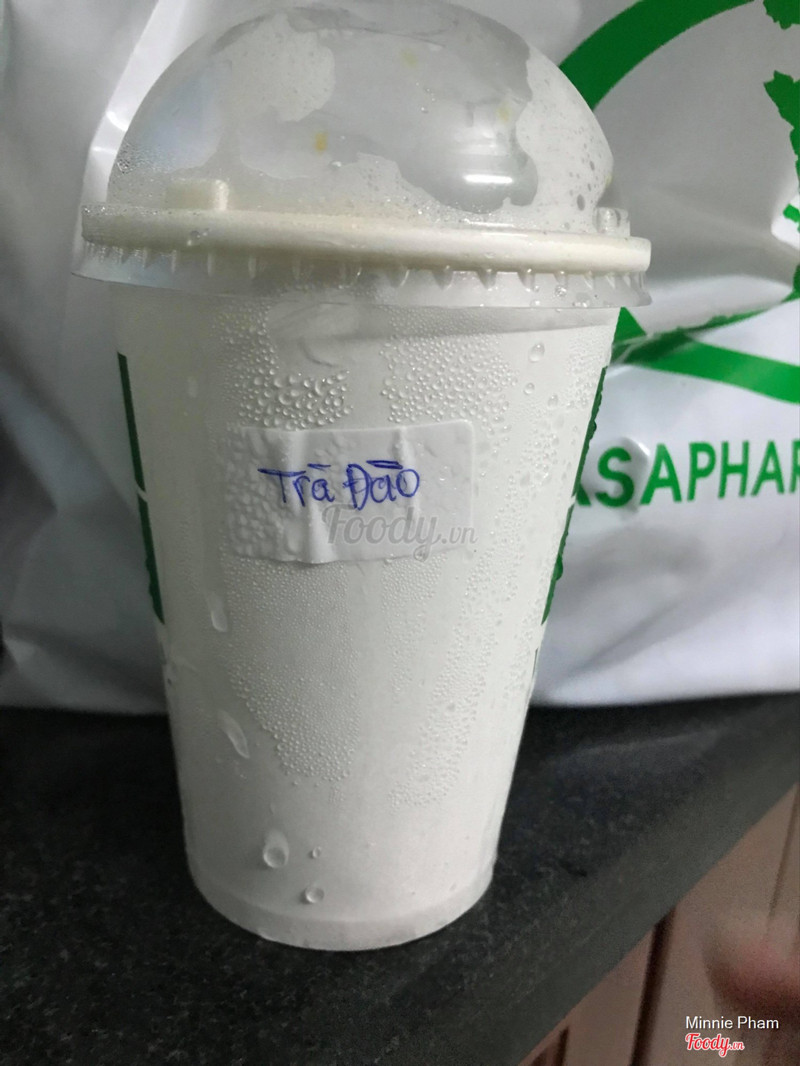 Trà Đào
Foody.vn
ASAPHAR
Minnie Pham
Foody.vn